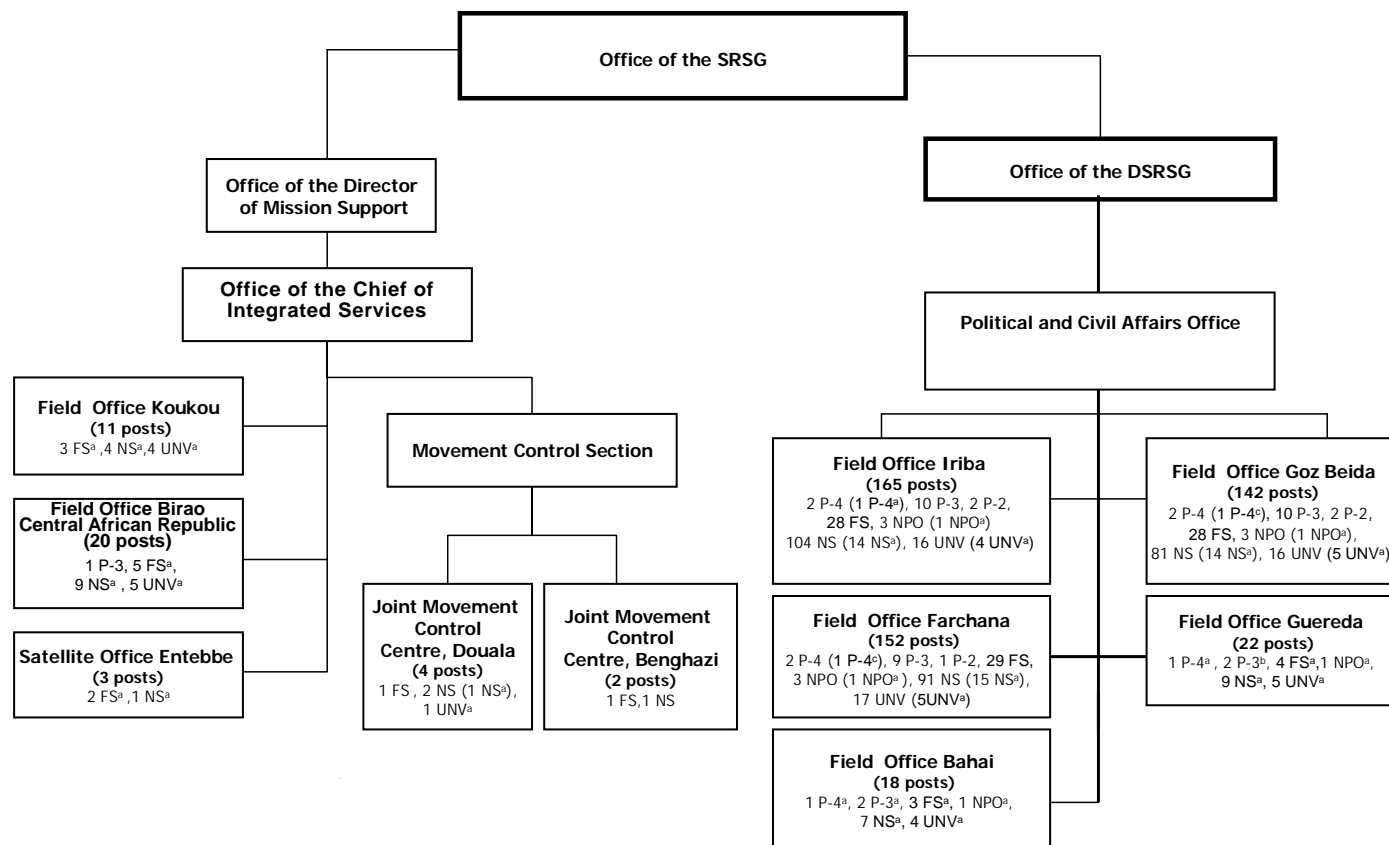 Office of the SRSG
Office of the Director
of Mission Support
Office of the DSRSG
Office of the Chief of
Integrated Services
Political and Civil Affairs Office
Field Office Koukou
(11 posts)
3 FSᵃ ,4 NSᵃ,4 UNVᵃ
Field Office Birao
Central African Republic
(20 posts)
1 P-3, 5 FSᵃ,
9 NSᵃ , 5 UNVᵃ
Satellite Office Entebbe
(3 posts)
2 FSᵃ ,1 NSᵃ
Movement Control Section
Joint Movement
Control
Centre, Douala
(4 posts)
1 FS , 2 NS (1 NSᵃ),
1 UNVᵃ
Joint Movement
Control
Centre, Benghazi
(2 posts)
1 FS,1 NS
Field Office Iriba
(165 posts)
2 P-4 (1 P-4ᵃ), 10 P-3, 2 P-2,
28 FS, 3 NPO (1 NPOᵃ)
104 NS (14 NSᵃ), 16 UNV (4 UNVᵃ)
Field Office Goz Beida
(142 posts)
2 P-4 (1 P-4ᶜ), 10 P-3, 2 P-2,
28 FS, 3 NPO (1 NPOᵃ),
81 NS (14 NSᵃ), 16 UNV (5 UNVᵃ)
Field Office Farchana
(152 posts)
2 P-4 (1 P-4ᶜ), 9 P-3, 1 P-2, 29 FS,
3 NPO (1 NPOᵃ), 91 NS (15 NSᵃ),
17 UNV (5UNVᵃ)
Field Office Guereda
(22 posts)
1 P-4ᵃ, 2 P-3ᵇ, 4 FSᵃ,1 NPOᵃ,
9 NSᵃ, 5 UNVᵃ
Field Office Bahai
(18 posts)
1 P-4ᵃ, 2 P-3ᵃ, 3 FSᵃ, 1 NPOᵃ,
7 NSᵃ, 4 UNVᵃ